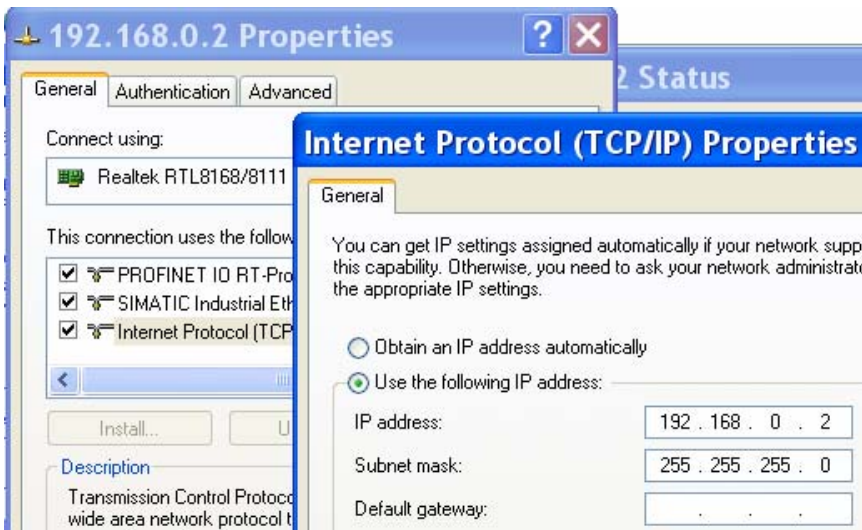 192.168.0.2 Properties
2 Status
General
Authentication
Advanced
Connect using:
Realtek RTL8168/8111
This connection uses the follow
PROFINET IO RT-Pro
SIMATIC Industrial Eth
Internet Protocol (TCP
Install...
U
Description
Transmission Control Protoco
wide area network protocol t
Internet Protocol (TCP/IP) Properties
General
You can get IP settings assigned automatically if your network supp
this capability. Otherwise, you need to ask your network administrat
the appropriate IP settings.
Obtain an IP address automatically
Use the following IP address:
IP address: 192 . 168 . 0 . 2
Subnet mask: 255 . 255 . 255 . 0
Default gateway: . . .